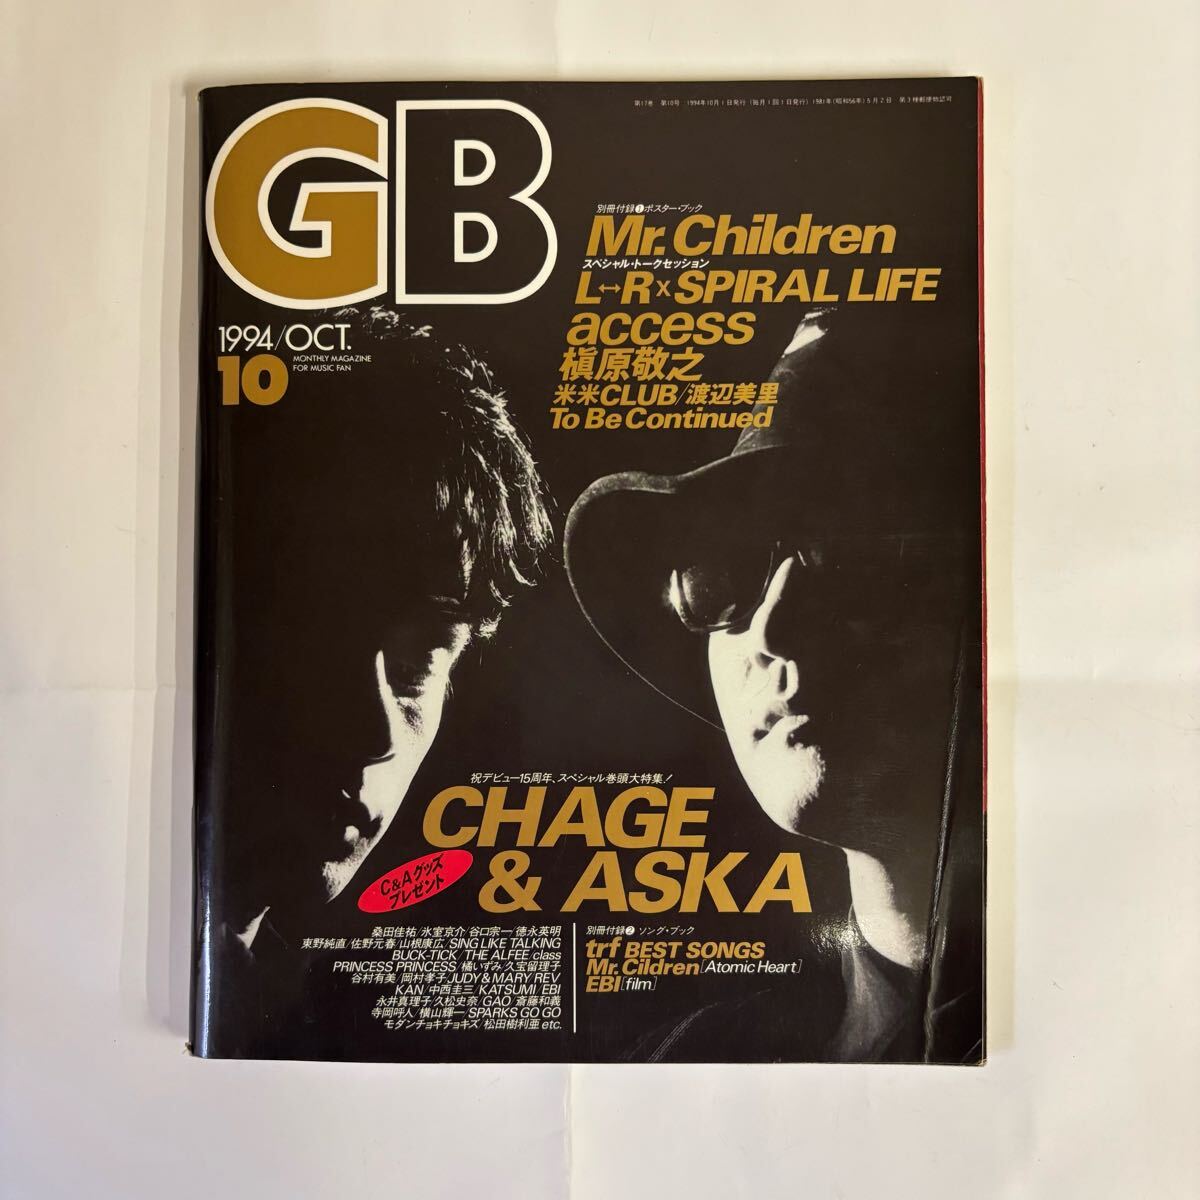 GB
第17巻 第10号 1994年10月1日発行(毎月1回1日発行)1981年(昭和56年)5月2日 第3種郵便物認可
別冊付録❶ポスター・ブック
Mr.Children
スペシャル・トークセッション
L↔R×SPIRAL LIFE
access
槇原敬之
米米CLUB/渡辺美里
To Be Continued
1994/OCT.
10
MONTHLY MAGAZINE
FOR MUSIC FAN
祝デビュー15周年、スペシャル巻頭大特集!
CHAGE
& ASKA
C&Aグッズ
プレゼント
桑田佳祐/氷室京介/谷口宗一/徳永英明
東野純直/佐野元春/山根康広/SING LIKE TALKING
BUCK-TICK/THE ALFEE class
PRINCESS PRINCESS/橘いずみ/久宝留理子
谷村有美/岡村孝子/JUDY & MARY REV
KAN/中西圭三/KATSUMI/EBI
永井真理子/久松史奈/GAO/斎藤和義
寺岡呼人/横山輝一/SPARKS GO GO
モダンチョキチョキズ/松田樹利亜 etc.
別冊付録❷ ソング・ブック
trf BEST SONGS
Mr.Cildren[Atomic Heart]
EBI[film]